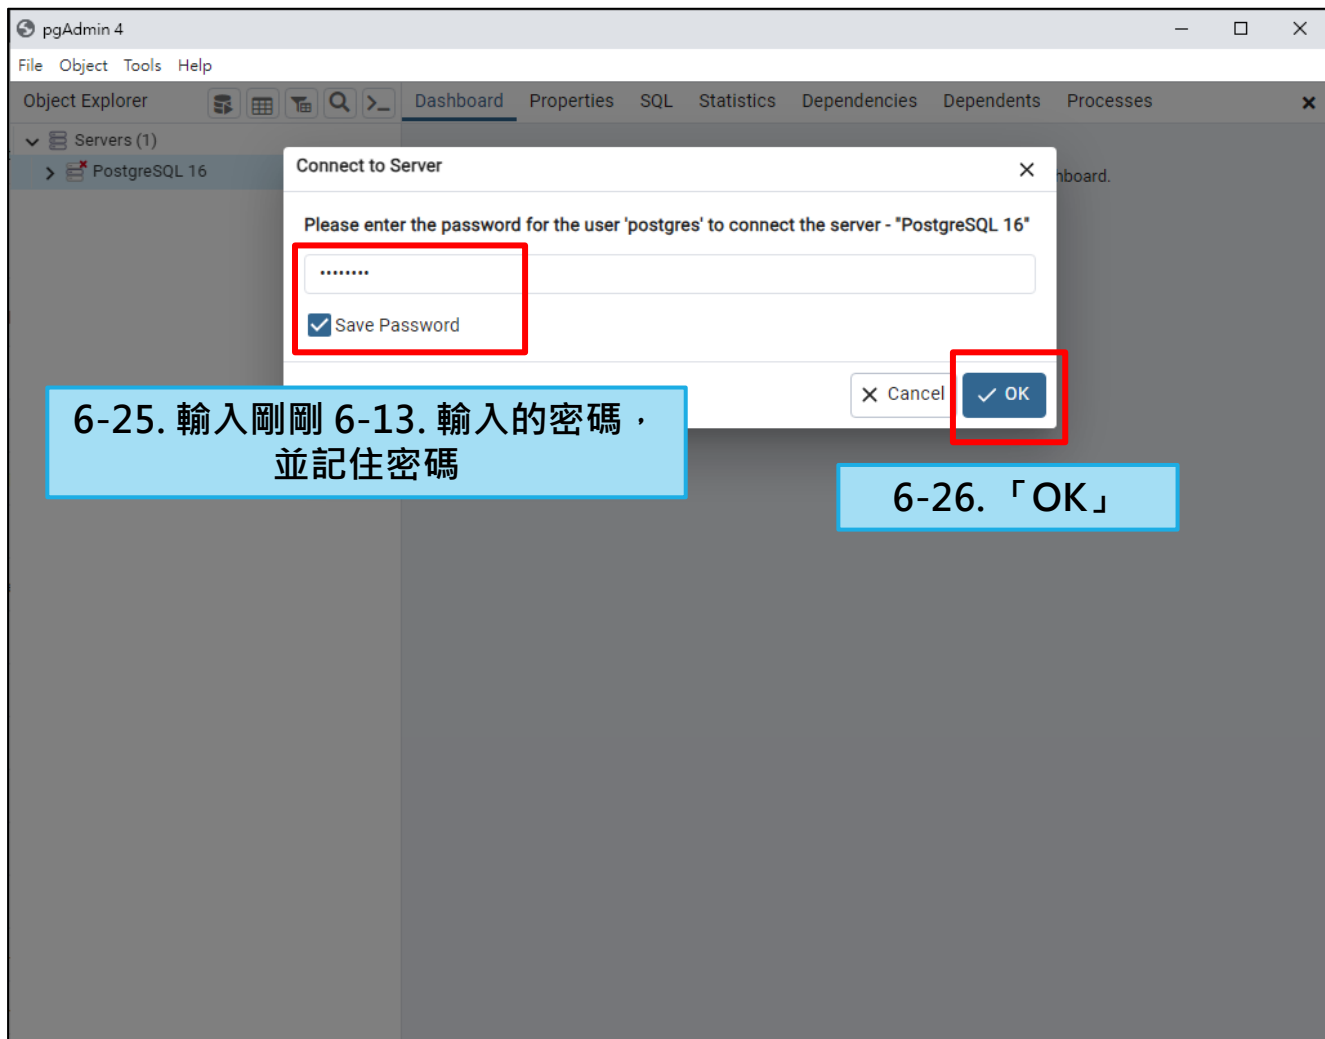 pgAdmin 4
File Object Tools Help
Object Explorer
Dashboard Properties SQL Statistics Dependencies Dependents Processes
Servers (1)
PostgreSQL 16
Connect to Server
nboard.
Please enter the password for the user 'postgres' to connect the server - "PostgreSQL 16"
••••••••
Save Password
Cancel OK
6-25. 輸入剛剛 6-13. 輸入的密碼，
並記住密碼
6-26.「OK」